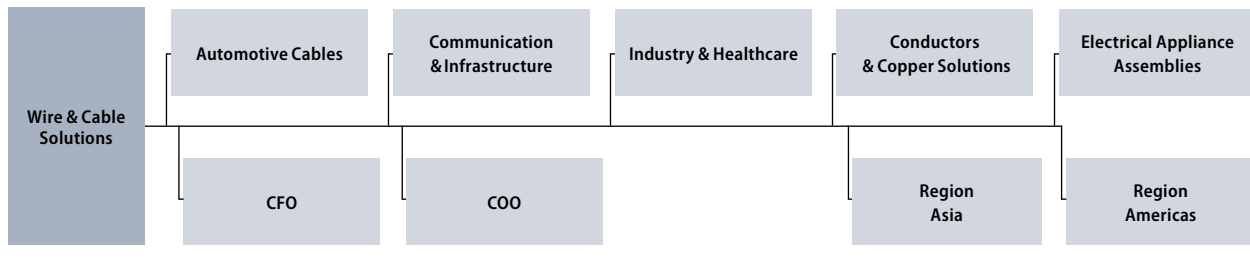 Wire & Cable
Solutions
Automotive Cables
Communication
& Infrastructure
Industry & Healthcare
Conductors
& Copper Solutions
Electrical Appliance
Assemblies
CFO
COO
Region
Asia
Region
Americas